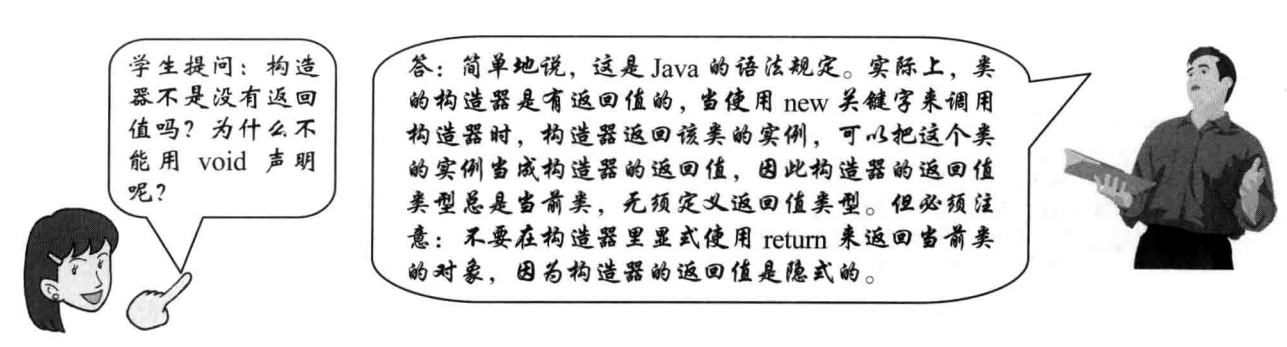 学生提问：构造
器不是没有返回
值吗？为什么不
能用 void 声明
呢？
答：简单地说，这是 Java 的语法规定。实际上，类
的构造器是有返回值的，当使用 new 关键字来调用
构造器时，构造器返回该类的实例，可以把这个类
的实例当成构造器的返回值，因此构造器的返回值
类型总是当前类，无须定义返回值类型。但必须注
意：不要在构造器里显式使用 return 来返回当前类
的对象，因为构造器的返回值是隐式的。